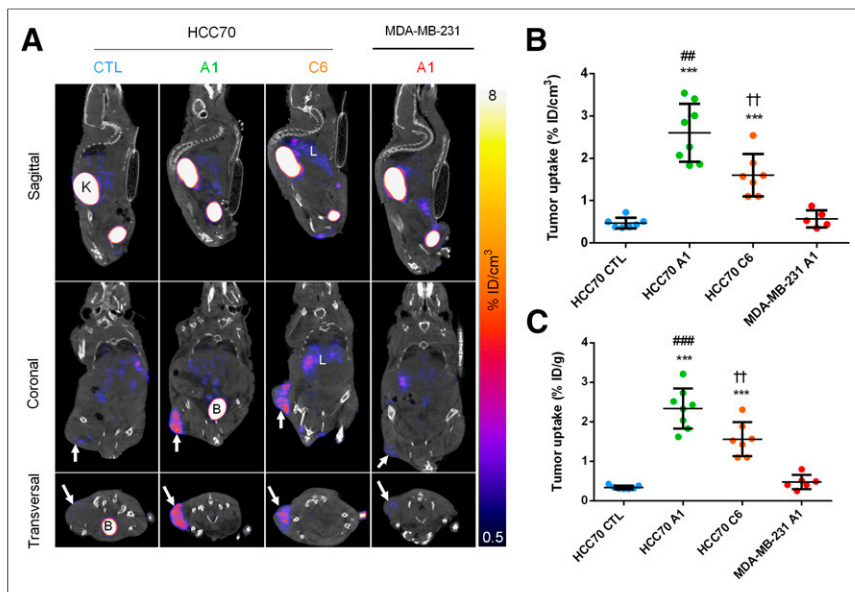 A
HCC70
MDA-MB-231
CTL
A1
C6
A1
Sagittal
K
L
8
Coronal
L
B
% ID/cm³
Transversal
B
0.5
B
Tumor uptake (% ID/cm³)
4
3
2
1
0
##
***
††
***
HCC70 CTL
HCC70 A1
HCC70 C6
MDA-MB-231 A1
C
Tumor uptake (% ID/g)
4
3
2
1
0
###
***
††
***
HCC70 CTL
HCC70 A1
HCC70 C6
MDA-MB-231 A1